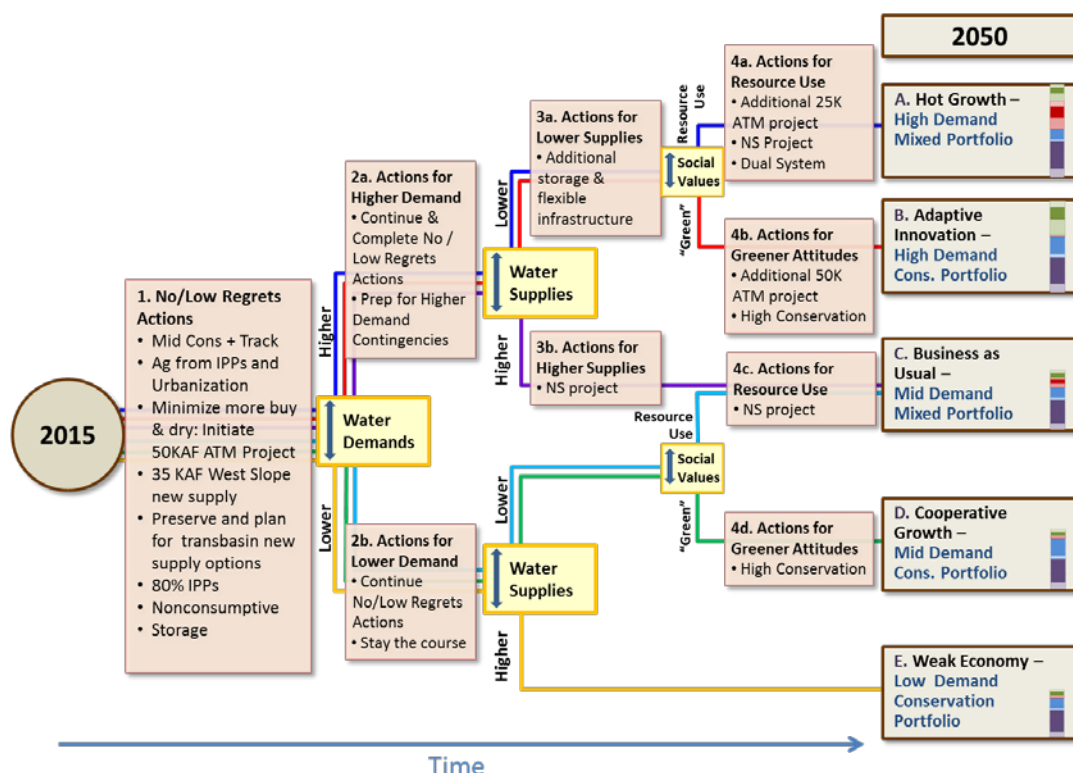 2015
1. No/Low Regrets
Actions
• Mid Cons + Track
• Ag from IPPs and
Urbanization
• Minimize more buy
& dry: Initiate
50KAF ATM Project
• 35 KAF West Slope
new supply
• Preserve and plan
for transbasin new
supply options
• 80% IPPs
• Nonconsumptive
• Storage
Higher
Water
Demands
Lower
2a. Actions for
Higher Demand
• Continue &
Complete No /
Low Regrets
Actions
• Prep for Higher
Demand
Contingencies
2b. Actions for
Lower Demand
• Continue
No/Low Regrets
Actions
• Stay the course
Lower
Water
Supplies
Higher
Lower
Water
Supplies
Higher
3a. Actions for
Lower Supplies
• Additional
storage &
flexible
infrastructure
3b. Actions for
Higher Supplies
• NS project
Resource
Use
Social
Values
"Green"
Resource
Use
Social
Values
"Green"
4a. Actions for
Resource Use
• Additional 25K
ATM project
• NS Project
• Dual System
4b. Actions for
Greener Attitudes
• Additional 50K
ATM project
• High Conservation
4c. Actions for
Resource Use
• NS project
4d. Actions for
Greener Attitudes
• High Conservation
2050
A. Hot Growth –
High Demand
Mixed Portfolio
B. Adaptive
Innovation –
High Demand
Cons. Portfolio
C. Business as
Usual –
Mid Demand
Mixed Portfolio
D. Cooperative
Growth –
Mid Demand
Cons. Portfolio
E. Weak Economy –
Low Demand
Conservation
Portfolio
Time